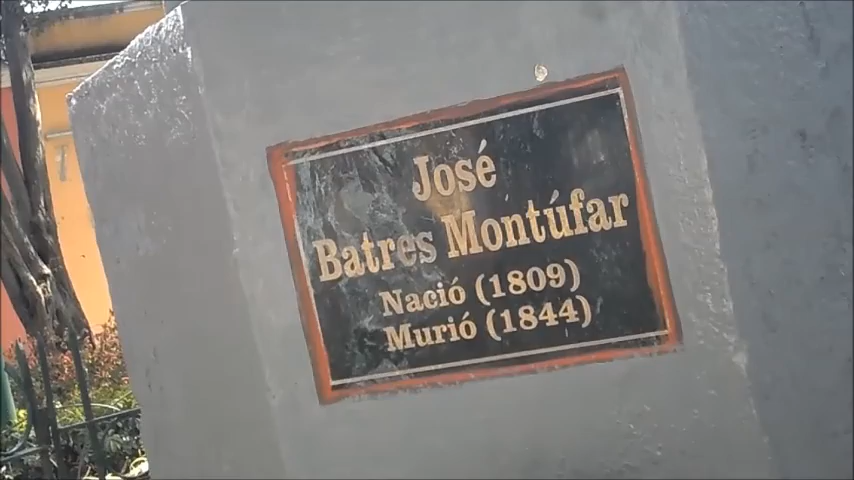 José
Batres Montúfar
Nació (1809)
Murió (1844)